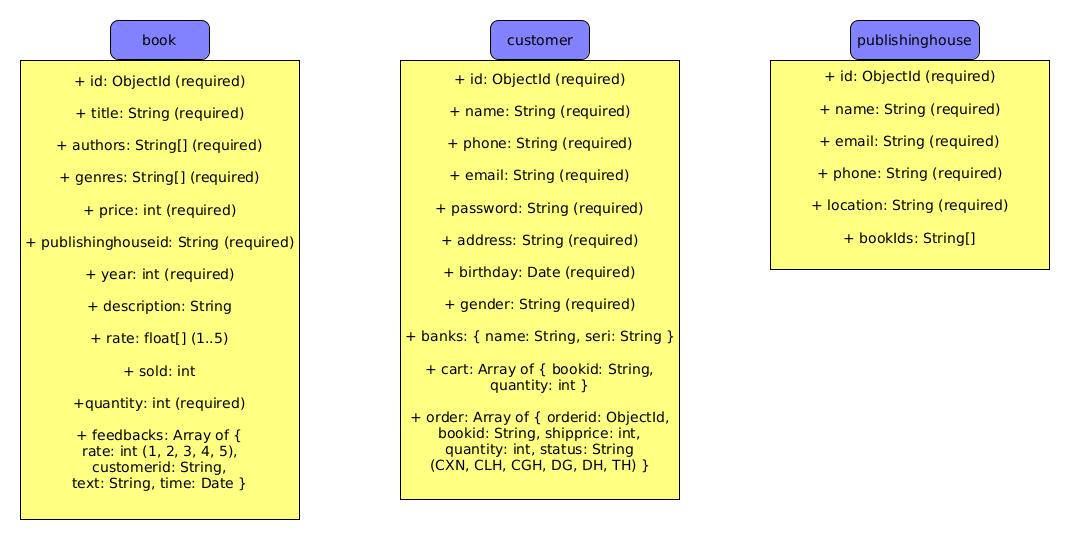 book
+ id: ObjectId (required)
+ title: String (required)
+ authors: String[] (required)
+ genres: String[] (required)
+ price: int (required)
+ publishinghouseid: String (required)
+ year: int (required)
+ description: String
+ rate: float[] (1..5)
+ sold: int
+quantity: int (required)
+ feedbacks: Array of {
rate: int (1, 2, 3, 4, 5),
customerid: String,
text: String, time: Date }
customer
+ id: ObjectId (required)
+ name: String (required)
+ phone: String (required)
+ email: String (required)
+ password: String (required)
+ address: String (required)
+ birthday: Date (required)
+ gender: String (required)
+ banks: { name: String, seri: String }
+ cart: Array of { bookid: String,
quantity: int }
+ order: Array of { orderid: ObjectId,
bookid: String, shipprice: int,
quantity: int, status: String
(CXN, CLH, CGH, DG, DH, TH) }
publishinghouse
+ id: ObjectId (required)
+ name: String (required)
+ email: String (required)
+ phone: String (required)
+ location: String (required)
+ bookIds: String[]